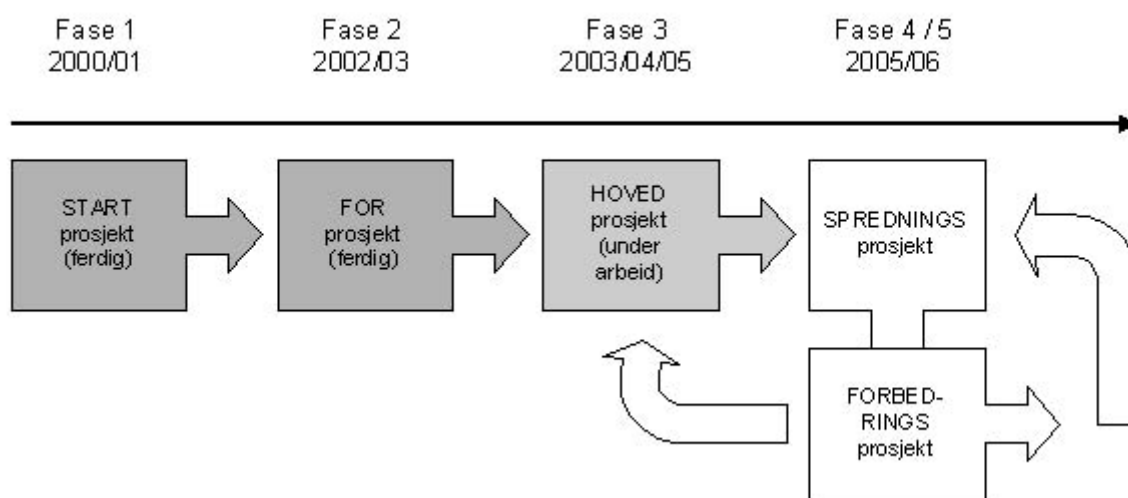 Fase 1
2000/01
Fase 2
2002/03
Fase 3
2003/04/05
Fase 4 / 5
2005/06
START
prosjekt
(ferdig)
FOR
prosjekt
(ferdig)
HOVED
prosjekt
(under
arbeid)
SPREDNINGS
prosjekt
FORBED-
RINGS
prosjekt